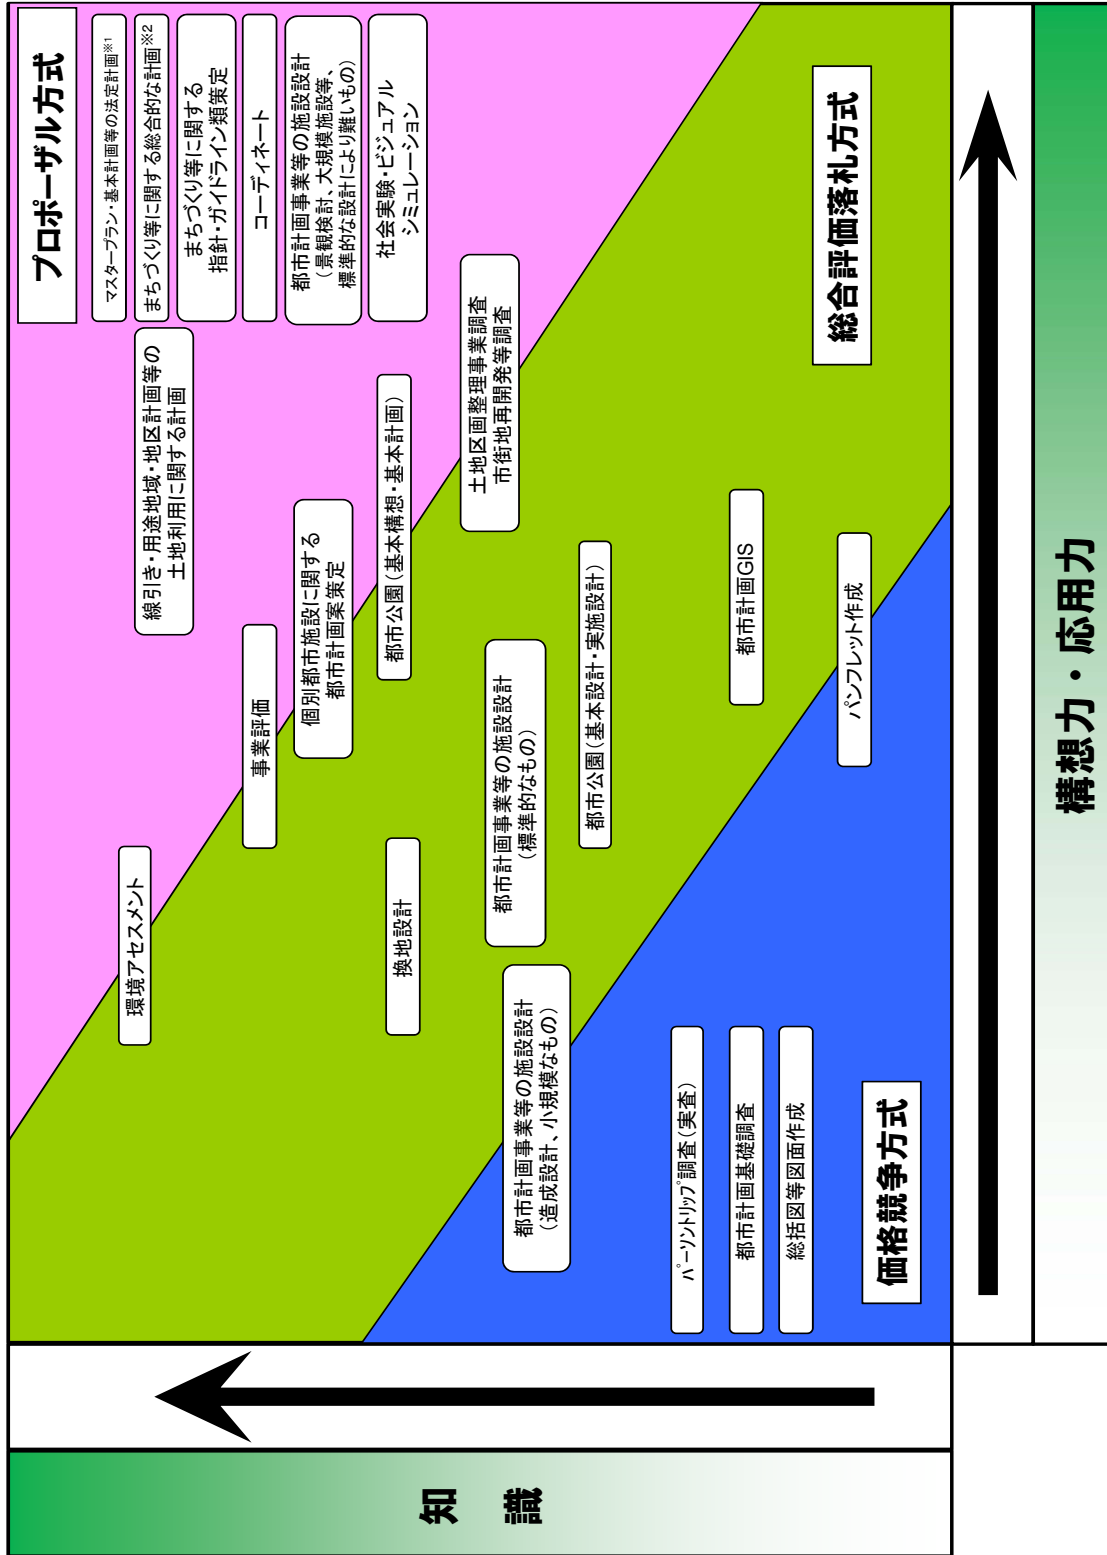 プロポーザル方式
マスタープラン・基本計画等の法定計画※1
まちづくり等に関する総合的な計画※2
まちづくり等に関する
指針・ガイドライン類策定
コーディネート
都市計画事業等の施設設計
（景観検討、大規模施設等、
標準的な設計により難いもの）
社会実験・ビジュアル
シミュレーション
線引き・用途地域・地区計画等の
土地利用に関する計画
個別都市施設に関する
都市計画案策定
都市公園（基本構想・基本計画）
土地区画整理事業調査
市街地再開発等調査
事業評価
環境アセスメント
換地設計
都市計画事業等の施設設計
（標準的なもの）
都市公園（基本設計・実施設計）
都市計画GIS
総合評価落札方式
パンフレット作成
都市計画事業等の施設設計
（造成設計、小規模なもの）
パーソントリップ調査（実査）
都市計画基礎調査
総括図等図面作成
価格競争方式
知　識
構想力・応用力